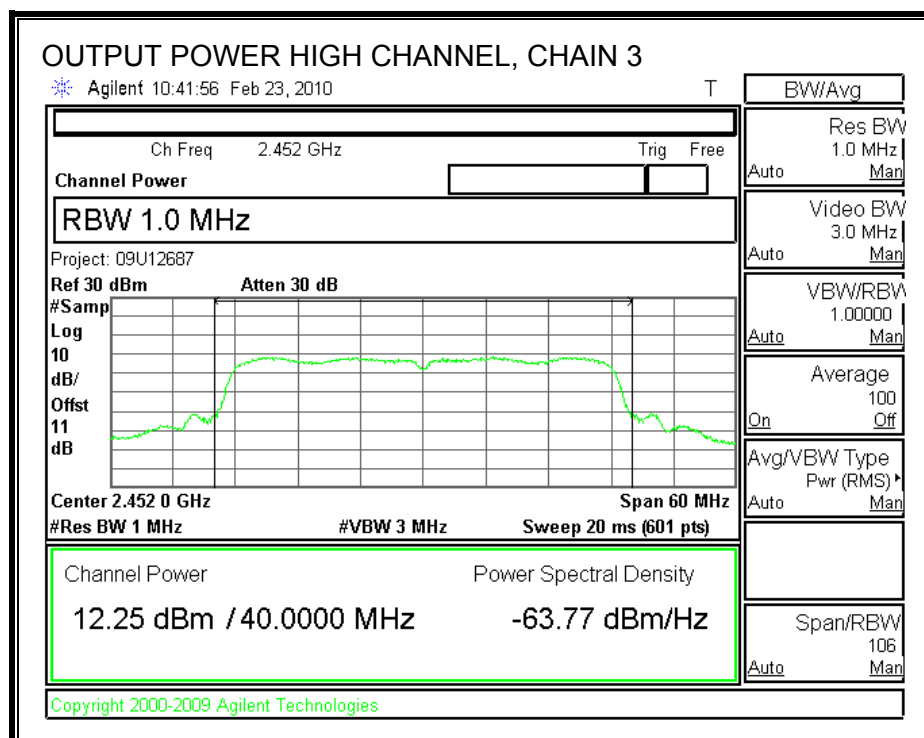 OUTPUT POWER HIGH CHANNEL, CHAIN 3
Agilent 10:41:56 Feb 23, 2010 T
BW/Avg
Ch Freq 2.452 GHz Trig Free
Channel Power
RBW 1.0 MHz
Project: 09U12687
Ref 30 dBm Atten 30 dB
#Samp
Log
10
dB/
Offst
11
dB
Center 2.452 0 GHz Span 60 MHz
#Res BW 1 MHz #VBW 3 MHz Sweep 20 ms (601 pts)
Channel Power Power Spectral Density
12.25 dBm / 40.0000 MHz -63.77 dBm/Hz
Res BW
1.0 MHz
Auto Man
Video BW
3.0 MHz
Auto Man
VBW/RBW
1.00000
Auto Man
Average
100
On Off
Avg/VBW Type
Pwr (RMS)
Auto Man
Span/RBW
106
Auto Man
Copyright 2000-2009 Agilent Technologies